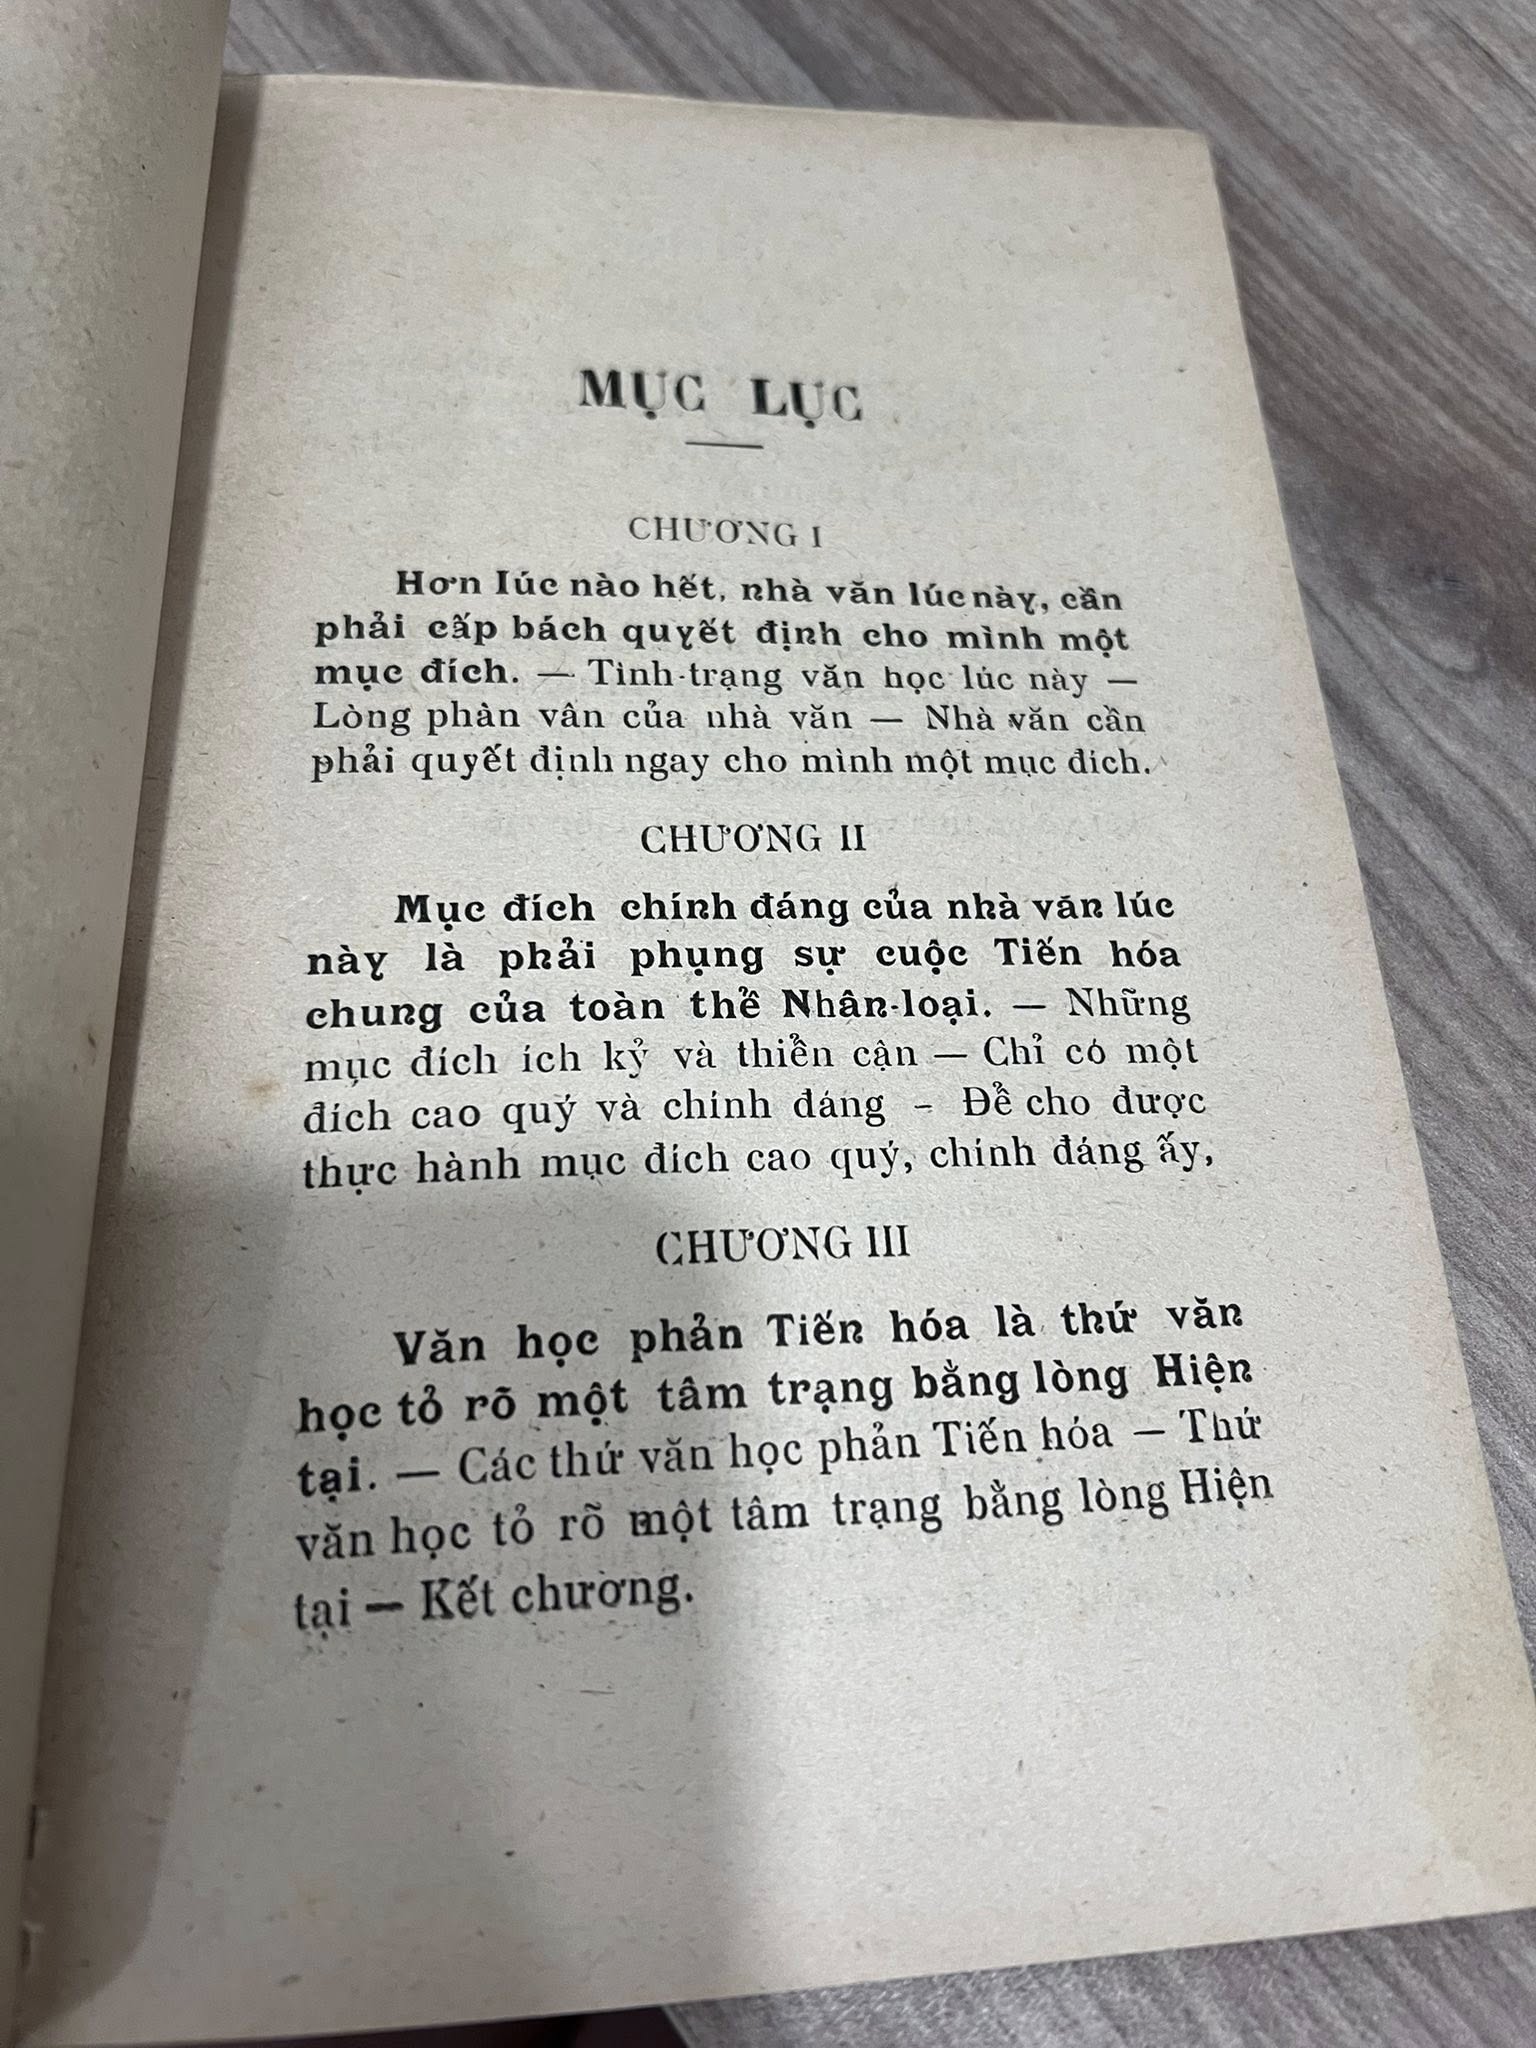 MỤC LỤC
CHƯƠNG I
Hơn lúc nào hết, nhà văn lúc này, cần
phải cấp bách quyết định cho mình một
mục đích. — Tình-trạng văn học lúc này —
Lòng phàn vân của nhà văn — Nhà văn cần
phải quyết định ngay cho mình một mục đích.
CHƯƠNG II
Mục đích chính đáng của nhà văn lúc
này là phải phụng sự cuộc Tiến hóa
chung của toàn thể Nhân-loại. — Những
mục đích ích kỷ và thiển cận — Chỉ có một
đích cao quý và chính đáng – Để cho được
thực hành mục đích cao quý, chính đáng ấy,
CHƯƠNG III
Văn học phản Tiến hóa là thứ văn
học tỏ rõ một tâm trạng bằng lòng Hiện
tại. — Các thứ văn học phản Tiến hóa — Thứ
văn học tỏ rõ một tâm trạng bằng lòng Hiện
tại — Kết chương.